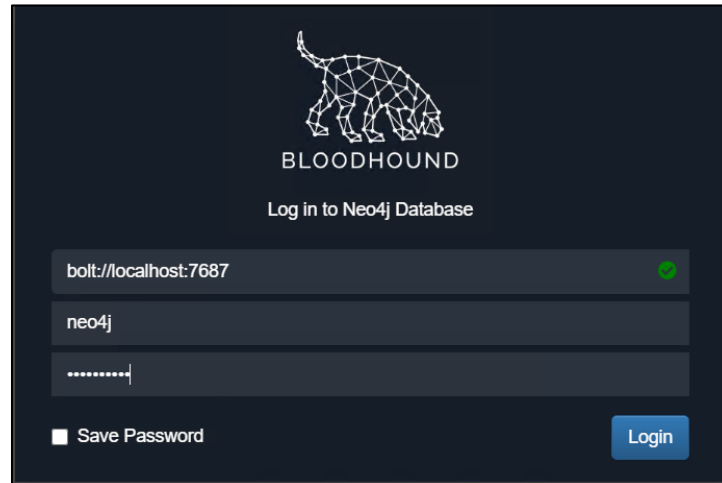 BLOODHOUND
Log in to Neo4j Database
bolt://localhost:7687
neo4j
••••••••••
Save Password Login